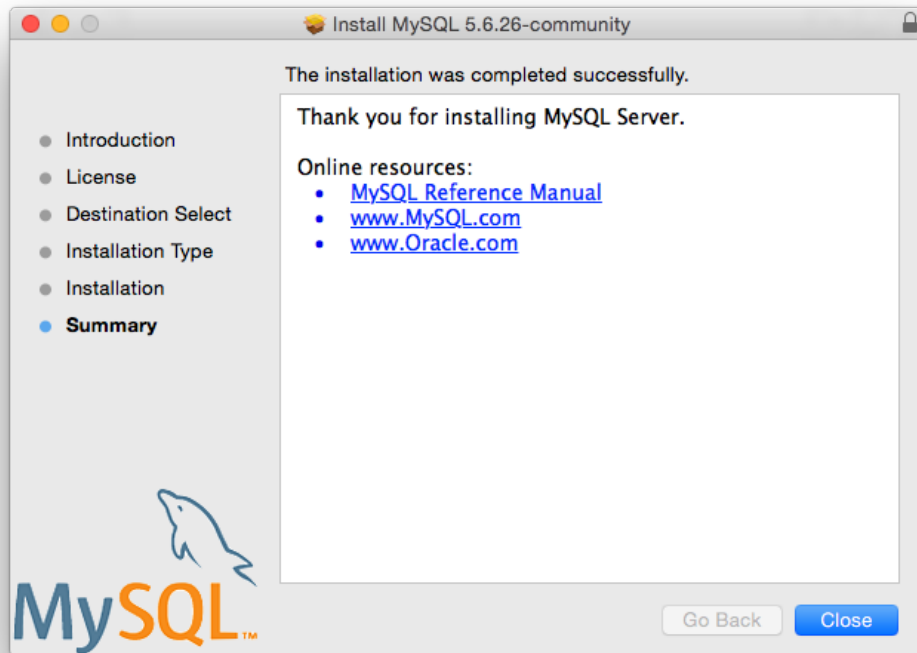 Install MySQL 5.6.26-community
The installation was completed successfully.
Introduction
License
Destination Select
Installation Type
Installation
Summary
Thank you for installing MySQL Server.
Online resources:
• MySQL Reference Manual
• www.MySQL.com
• www.Oracle.com
MySQL™
Go Back
Close